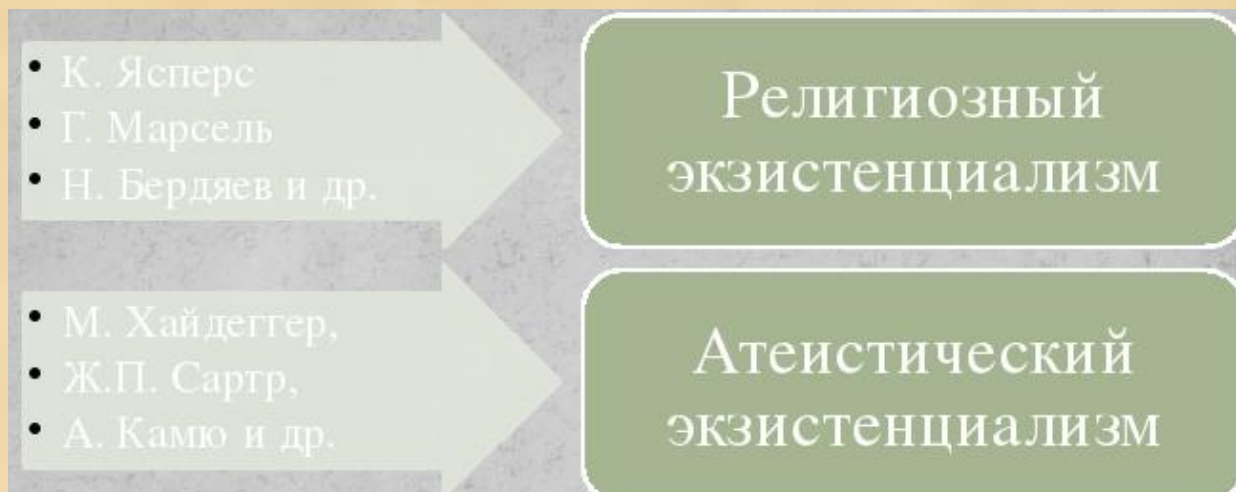 • К. Ясперс
• Г. Марсель
• Н. Бердяев и др.
Религиозный
экзистенциализм
• М. Хайдеггер,
• Ж.П. Сартр,
• А. Камю и др.
Атеистический
экзистенциализм